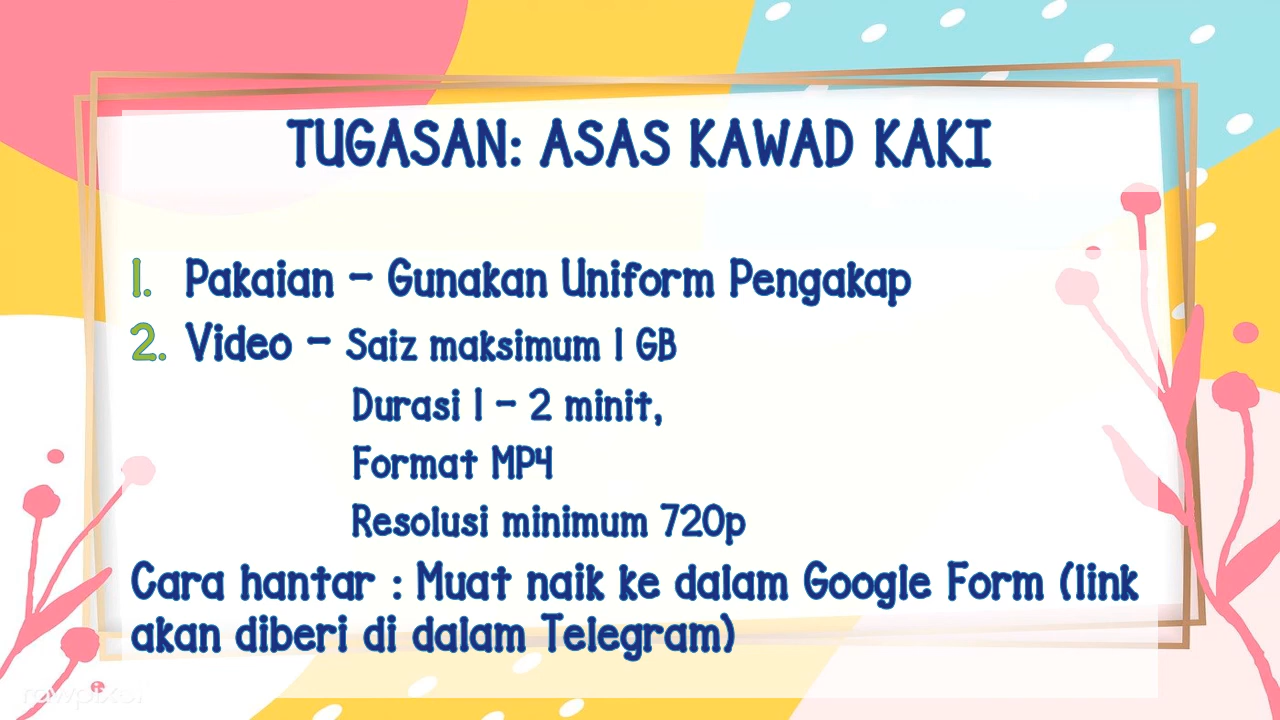 TUGASAN: ASAS KAWAD KAKI
1. Pakaian – Gunakan Uniform Pengakap
2. Video – Saiz maksimum 1 GB
Durasi 1 – 2 minit,
Format MP4
Resolusi minimum 720p
Cara hantar : Muat naik ke dalam Google Form (link
akan diberi di dalam Telegram)
rawpixel